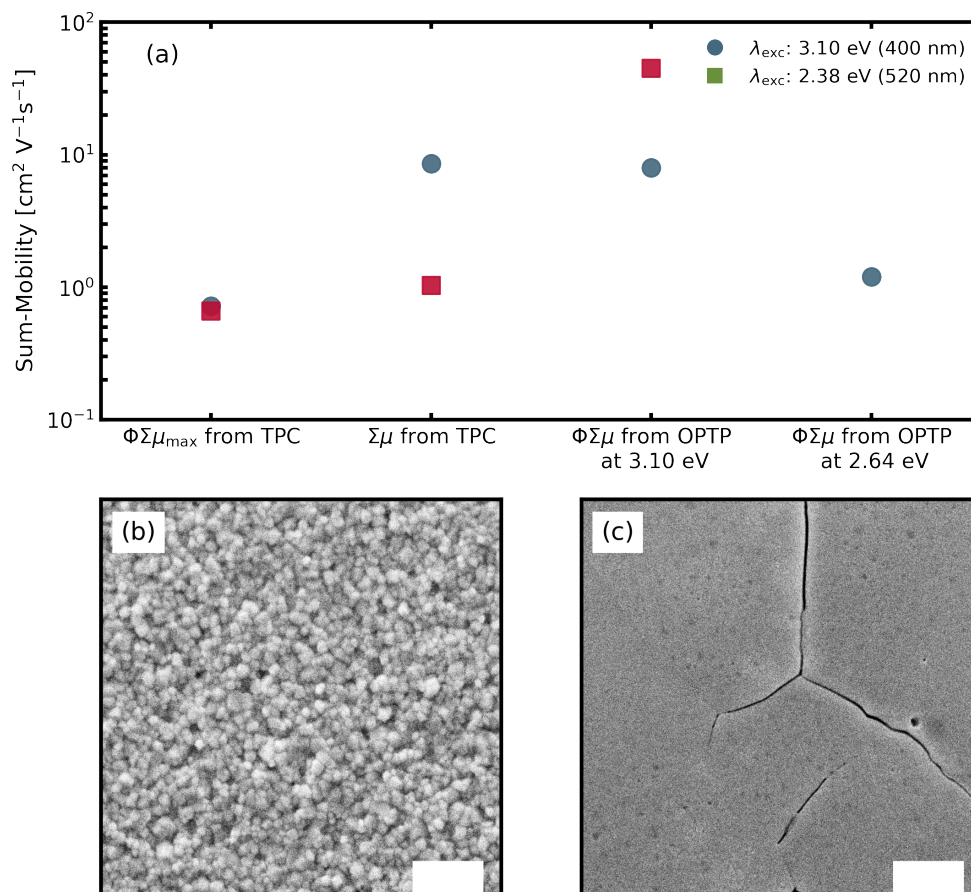 10²
(a)
λexc: 3.10 eV (400 nm)
λexc: 2.38 eV (520 nm)
10¹
10⁰
10⁻¹
Sum-Mobility [cm² V⁻¹s⁻¹]
ΦΣμmax from TPC
Σμ from TPC
ΦΣμ from OPTP
at 3.10 eV
ΦΣμ from OPTP
at 2.64 eV
(b)
(c)